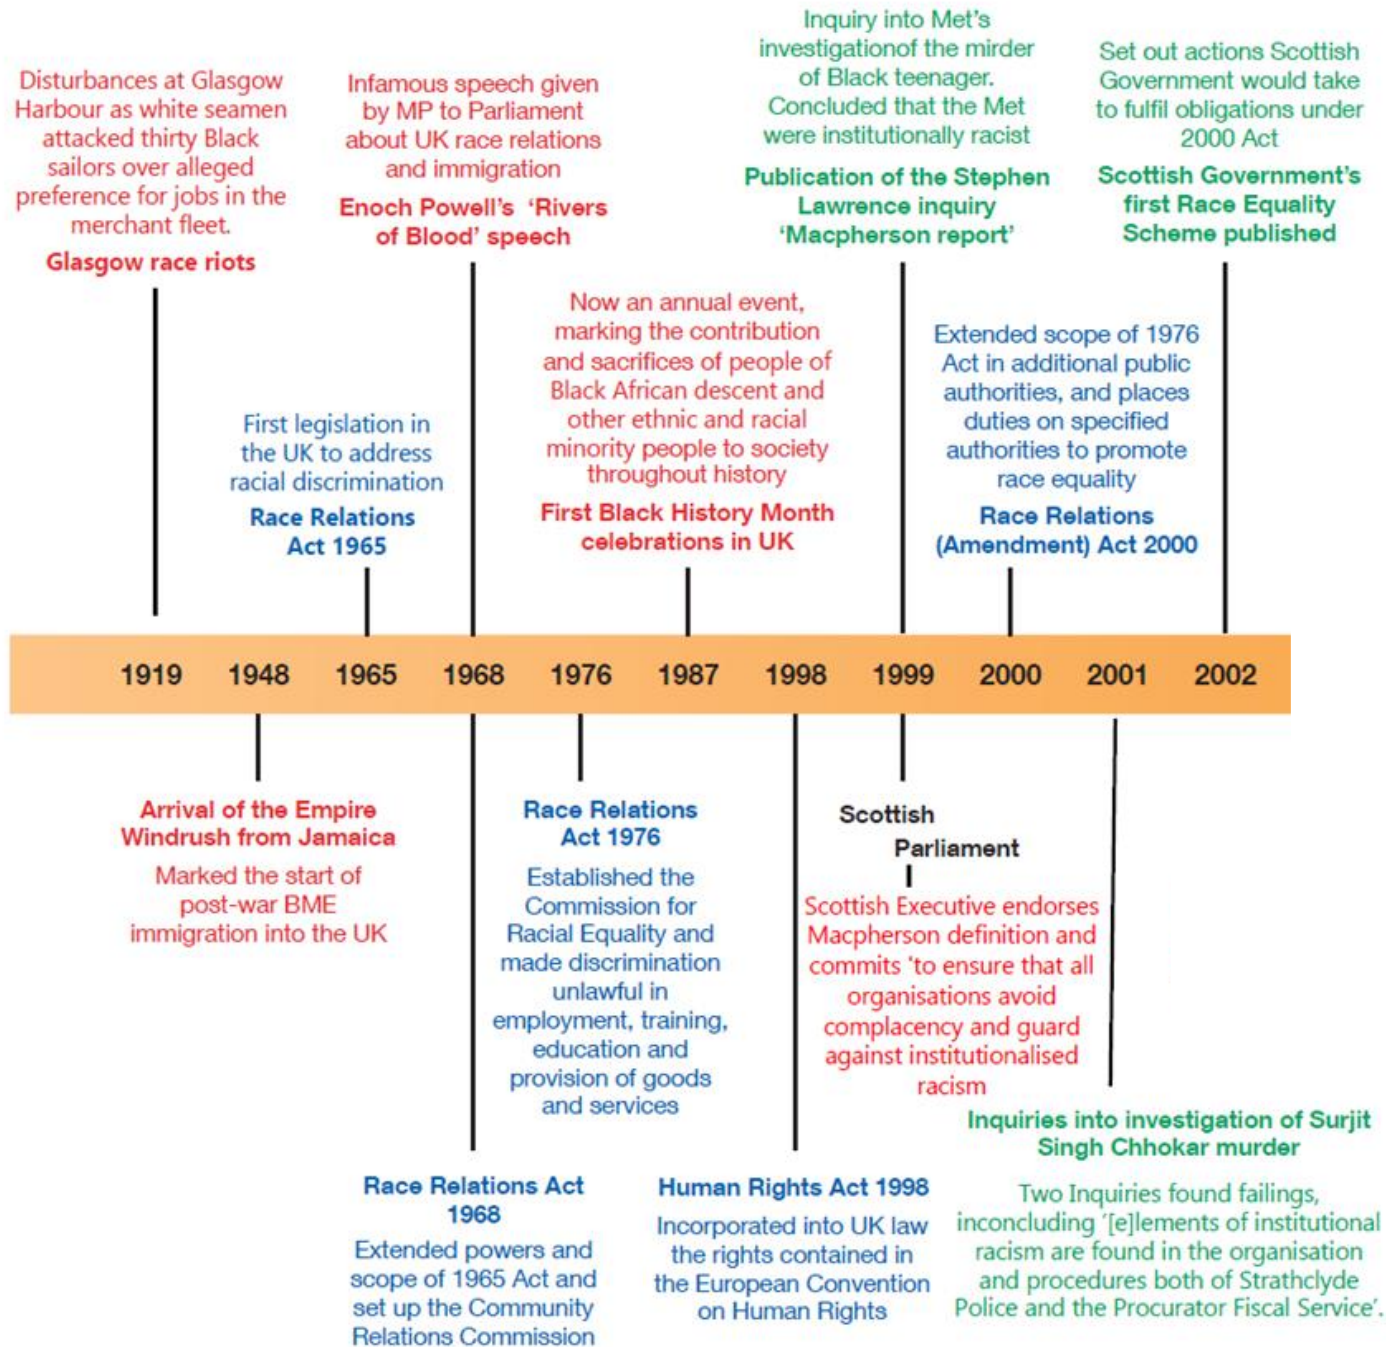 Disturbances at Glasgow
Harbour as white seamen
attacked thirty Black
sailors over alleged
preference for jobs in the
merchant fleet.
Glasgow race riots
Infamous speech given
by MP to Parliament
about UK race relations
and immigration
Enoch Powell's 'Rivers
of Blood' speech
Inquiry into Met's
investigationof the mirder
of Black teenager.
Concluded that the Met
were institutionally racist
Publication of the Stephen
Lawrence inquiry
'Macpherson report'
Set out actions Scottish
Government would take
to fulfil obligations under
2000 Act
Scottish Government's
first Race Equality
Scheme published
First legislation in
the UK to address
racial discrimination
Race Relations
Act 1965
Now an annual event,
marking the contribution
and sacrifices of people of
Black African descent and
other ethnic and racial
minority people to society
throughout history
First Black History Month
celebrations in UK
Extended scope of 1976
Act in additional public
authorities, and places
duties on specified
authorities to promote
race equality
Race Relations
(Amendment) Act 2000
1919 1948 1965 1968 1976 1987 1998 1999 2000 2001 2002
Arrival of the Empire
Windrush from Jamaica
Marked the start of
post-war BME
immigration into the UK
Race Relations Act
1968
Extended powers and
scope of 1965 Act and
set up the Community
Relations Commission
Race Relations
Act 1976
Established the
Commission for
Racial Equality and
made discrimination
unlawful in
employment, training,
education and
provision of goods
and services
Human Rights Act 1998
Incorporated into UK law
the rights contained in
the European Convention
on Human Rights
Scottish
Parliament
Scottish Executive endorses
Macpherson definition and
commits 'to ensure that all
organisations avoid
complacency and guard
against institutionalised
racism
Inquiries into investigation of Surjit
Singh Chhokar murder
Two Inquiries found failings,
inconcluding '[e]lements of institutional
racism are found in the organisation
and procedures both of Strathclyde
Police and the Procurator Fiscal Service'.